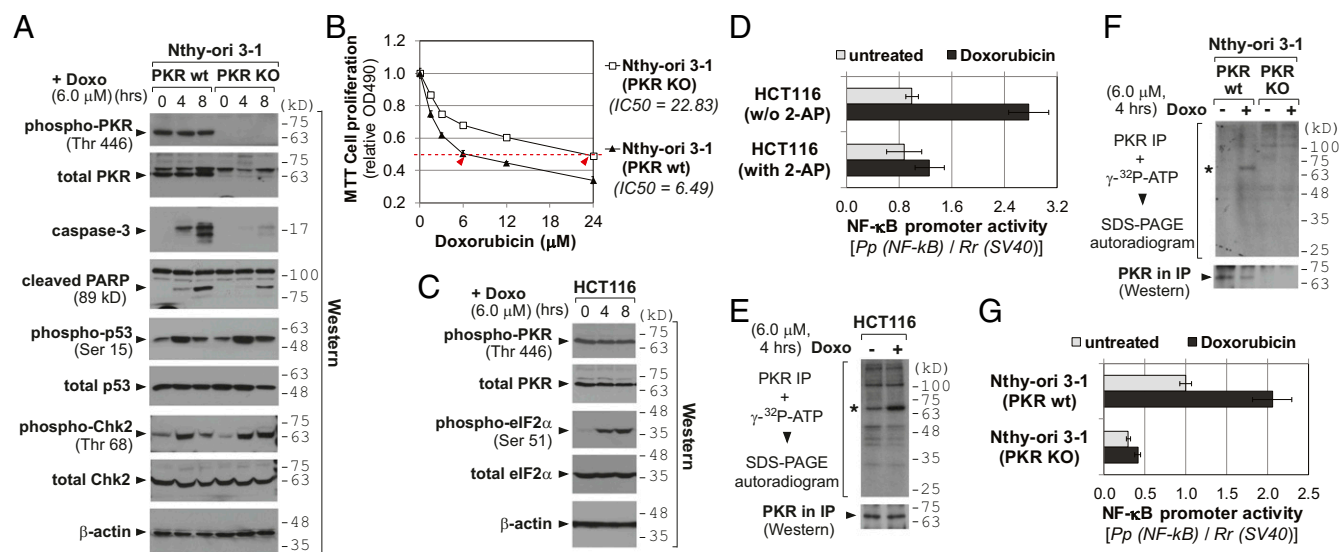 A
Nthy-ori 3-1
+ Doxo PKR wt PKR KO
(6.0 μM) (hrs) 0 4 8 0 4 8 (kD)
phospho-PKR
(Thr 446)
-75
-63
total PKR
-75
-63
caspase-3
-17
cleaved PARP
(89 kD)
-100
-75
phospho-p53
(Ser 15)
-63
-48
total p53
-63
-48
phospho-Chk2
(Thr 68)
-75
-63
total Chk2
-75
-63
β-actin
-48
-35
Western
B
MTT Cell proliferation
(relative OD490)
1.2
1.0
0.8
0.6
0.4
0.2
0 6 12 18 24
Doxorubicin (μM)
Nthy-ori 3-1
(PKR KO)
(IC50 = 22.83)
Nthy-ori 3-1
(PKR wt)
(IC50 = 6.49)
C
+ Doxo HCT116
(6.0 μM) (hrs) 0 4 8 (kD)
phospho-PKR
(Thr 446)
-75
-63
total PKR
-75
-63
phospho-eIF2α
(Ser 51)
-48
-35
total eIF2α
-48
-35
β-actin
-48
-35
Western
D
untreated Doxorubicin
HCT116
(w/o 2-AP)
HCT116
(with 2-AP)
0.0 0.8 1.6 2.4 3.2
NF-κB promoter activity
[Pp (NF-kB) / Rr (SV40)]
E
(6.0 μM,
4 hrs) Doxo
HCT116
- +
(kD)
PKR IP
+
γ-³²P-ATP
SDS-PAGE
autoradiogram
*
-100
-75
-63
-48
-35
-25
PKR in IP
(Western)
-75
-63
F
Nthy-ori 3-1
PKR wt PKR KO
(6.0 μM,
4 hrs) Doxo - + - + (kD)
PKR IP
+
γ-³²P-ATP
SDS-PAGE
autoradiogram
*
-100
-75
-63
-48
-35
-25
PKR in IP
(Western)
-75
-63
G
untreated Doxorubicin
Nthy-ori 3-1
(PKR wt)
Nthy-ori 3-1
(PKR KO)
0.0 0.5 1.0 1.5 2.0 2.5
NF-κB promoter activity
[Pp (NF-kB) / Rr (SV40)]